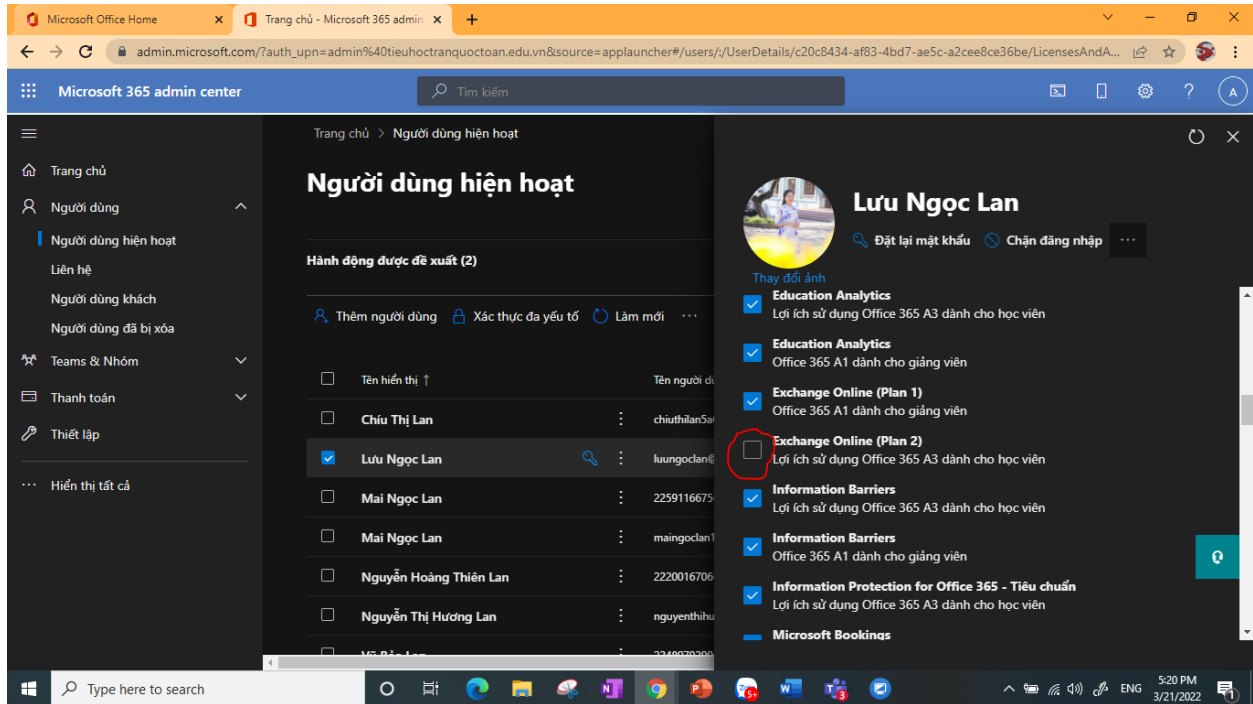 Microsoft Office Home
Trang chủ - Microsoft 365 admin
admin.microsoft.com/?auth_upn=admin%40tieuhoctranquoctoan.edu.vn&source=applauncher#/users/:/UserDetails/c20c8434-af83-4bd7-ae5c-a2cee8ce36be/LicensesAndA...
Microsoft 365 admin center
Tìm kiếm
A
Trang chủ
Người dùng
Người dùng hiện hoạt
Liên hệ
Người dùng khách
Người dùng đã bị xóa
Teams & Nhóm
Thanh toán
Thiết lập
Hiển thị tất cả
Trang chủ > Người dùng hiện hoạt
Người dùng hiện hoạt
Hành động được đề xuất (2)
Thêm người dùng Xác thực đa yếu tố Làm mới
Tên hiển thị ↑ Tên người
Chíu Thị Lan chiuthilan5a
Lưu Ngọc Lan luungoclan@
Mai Ngọc Lan 2259116675
Mai Ngọc Lan maingoclan1
Nguyễn Hoàng Thiên Lan 2220016706
Nguyễn Thị Hương Lan nguyenthihu
Lưu Ngọc Lan
Đặt lại mật khẩu Chặn đăng nhập
Thay đổi ảnh
Education Analytics
Lợi ích sử dụng Office 365 A3 dành cho học viên
Education Analytics
Office 365 A1 dành cho giảng viên
Exchange Online (Plan 1)
Office 365 A1 dành cho giảng viên
Exchange Online (Plan 2)
Lợi ích sử dụng Office 365 A3 dành cho học viên
Information Barriers
Lợi ích sử dụng Office 365 A3 dành cho học viên
Information Barriers
Office 365 A1 dành cho giảng viên
Information Protection for Office 365 - Tiêu chuẩn
Lợi ích sử dụng Office 365 A3 dành cho học viên
Microsoft Bookings
Type here to search
ENG
5:20 PM
3/21/2022